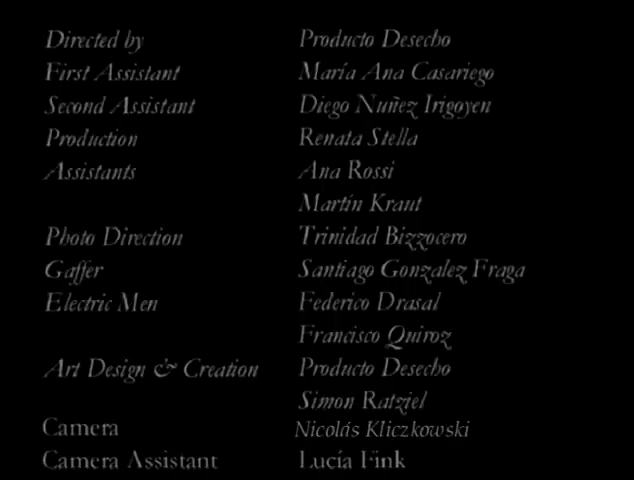 Directed by Producto Desecho
First Assistant María Ana Casariego
Second Assistant Diego Nuñez Irigoyen
Production Renata Stella
Assistants Ana Rossi
Martín Kraut
Photo Direction Trinidad Bizzocero
Gaffer Santiago Gonzalez Fraga
Electric Men Federico Drasal
Francisco Quiroz
Art Design & Creation Producto Desecho
Simon Ratziel
Camera Nicolás Kliczkowski
Camera Assistant Lucía Fink